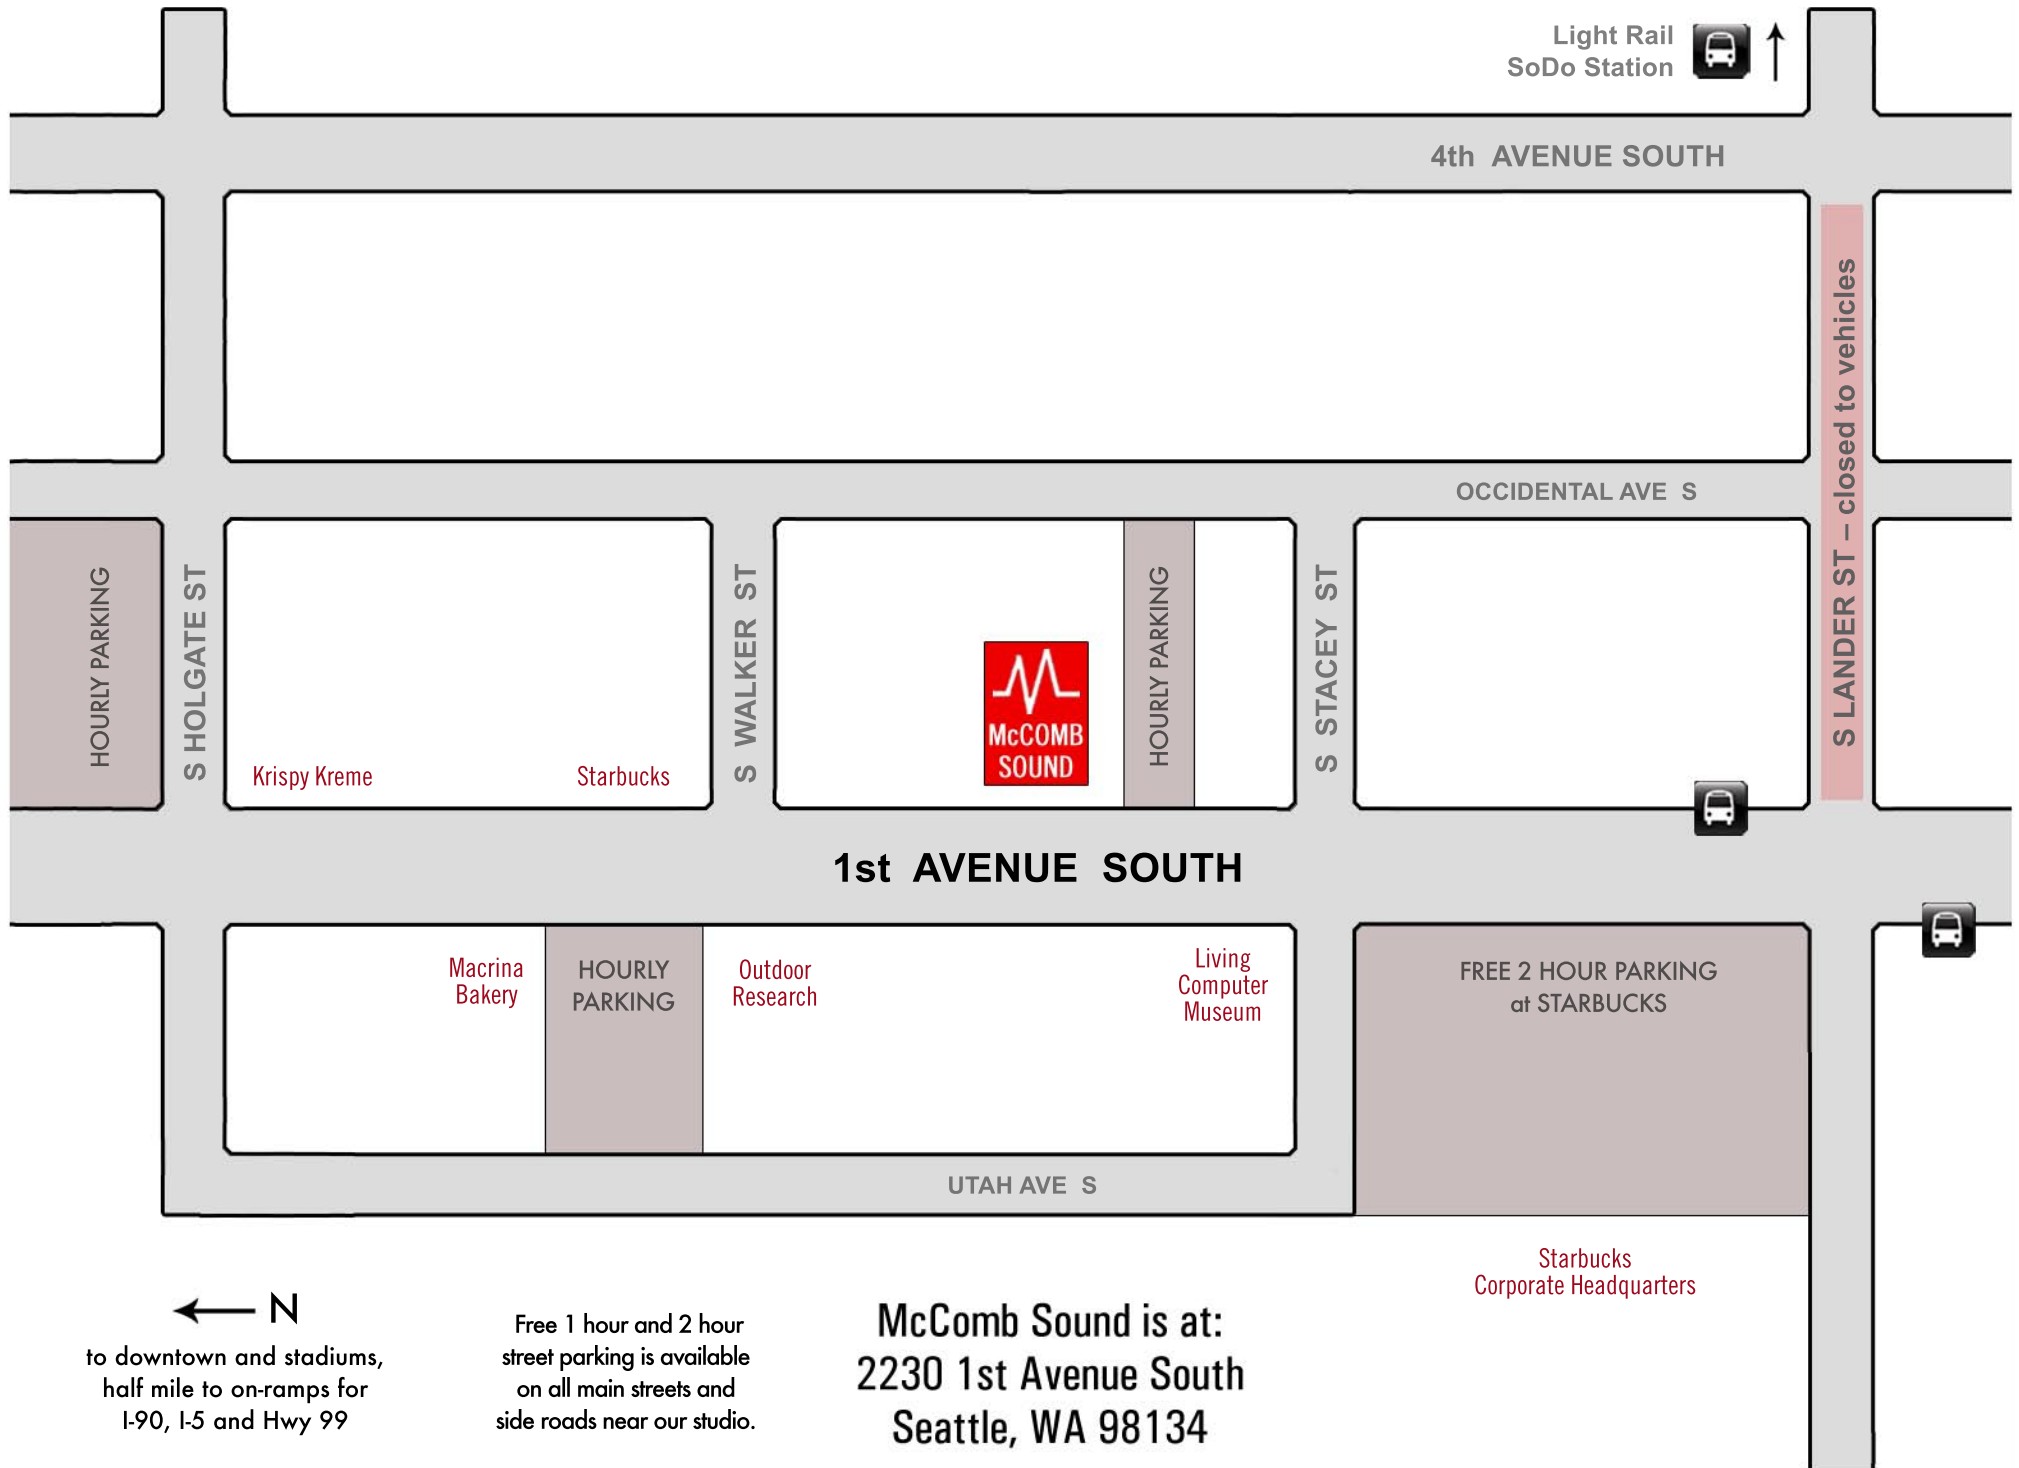 Light Rail
SoDo Station
4th AVENUE SOUTH
OCCIDENTAL AVE S
HOURLY PARKING
S HOLGATE ST
S WALKER ST
HOURLY PARKING
S STACEY ST
S LANDER ST – closed to vehicles
McCOMB
SOUND
Krispy Kreme
Starbucks
1st AVENUE SOUTH
Macrina
Bakery
HOURLY
PARKING
Outdoor
Research
Living
Computer
Museum
FREE 2 HOUR PARKING
at STARBUCKS
UTAH AVE S
Starbucks
Corporate Headquarters
N
to downtown and stadiums,
half mile to on-ramps for
I-90, I-5 and Hwy 99
Free 1 hour and 2 hour
street parking is available
on all main streets and
side roads near our studio.
McComb Sound is at:
2230 1st Avenue South
Seattle, WA 98134